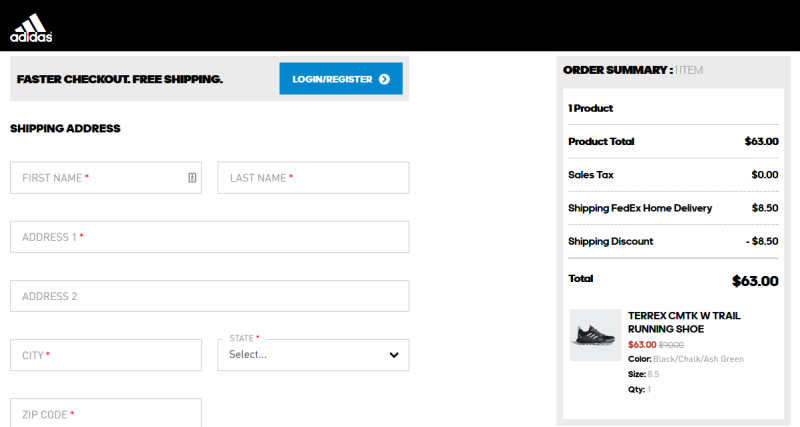 adidas
FASTER CHECKOUT. FREE SHIPPING.
LOGIN/REGISTER
SHIPPING ADDRESS
FIRST NAME *
LAST NAME *
ADDRESS 1 *
ADDRESS 2
CITY *
STATE *
Select...
ZIP CODE *
ORDER SUMMARY : 1 ITEM
1 Product
Product Total $63.00
Sales Tax $0.00
Shipping FedEx Home Delivery $8.50
Shipping Discount - $8.50
Total $63.00
TERREX CMTK W TRAIL
RUNNING SHOE
$63.00 $90.00
Color: Black/Chalk/Ash Green
Size: 8.5
Qty: 1